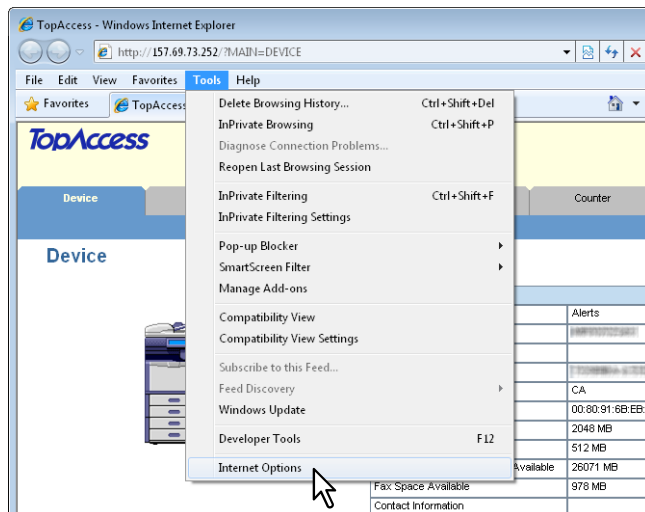 TopAccess - Windows Internet Explorer
http://157.69.73.252/?MAIN=DEVICE
File Edit View Favorites Tools Help
Favorites TopAccess
Delete Browsing History... Ctrl+Shift+Del
InPrivate Browsing Ctrl+Shift+P
Diagnose Connection Problems...
Reopen Last Browsing Session
InPrivate Filtering Ctrl+Shift+F
InPrivate Filtering Settings
Pop-up Blocker
SmartScreen Filter
Manage Add-ons
Compatibility View
Compatibility View Settings
Subscribe to this Feed...
Feed Discovery
Windows Update
Developer Tools F12
Internet Options
TopAccess
Device
Counter
Device
Alerts
CA
00:80:91:6B:EB:
2048 MB
512 MB
Available 26071 MB
Fax Space Available 978 MB
Contact Information